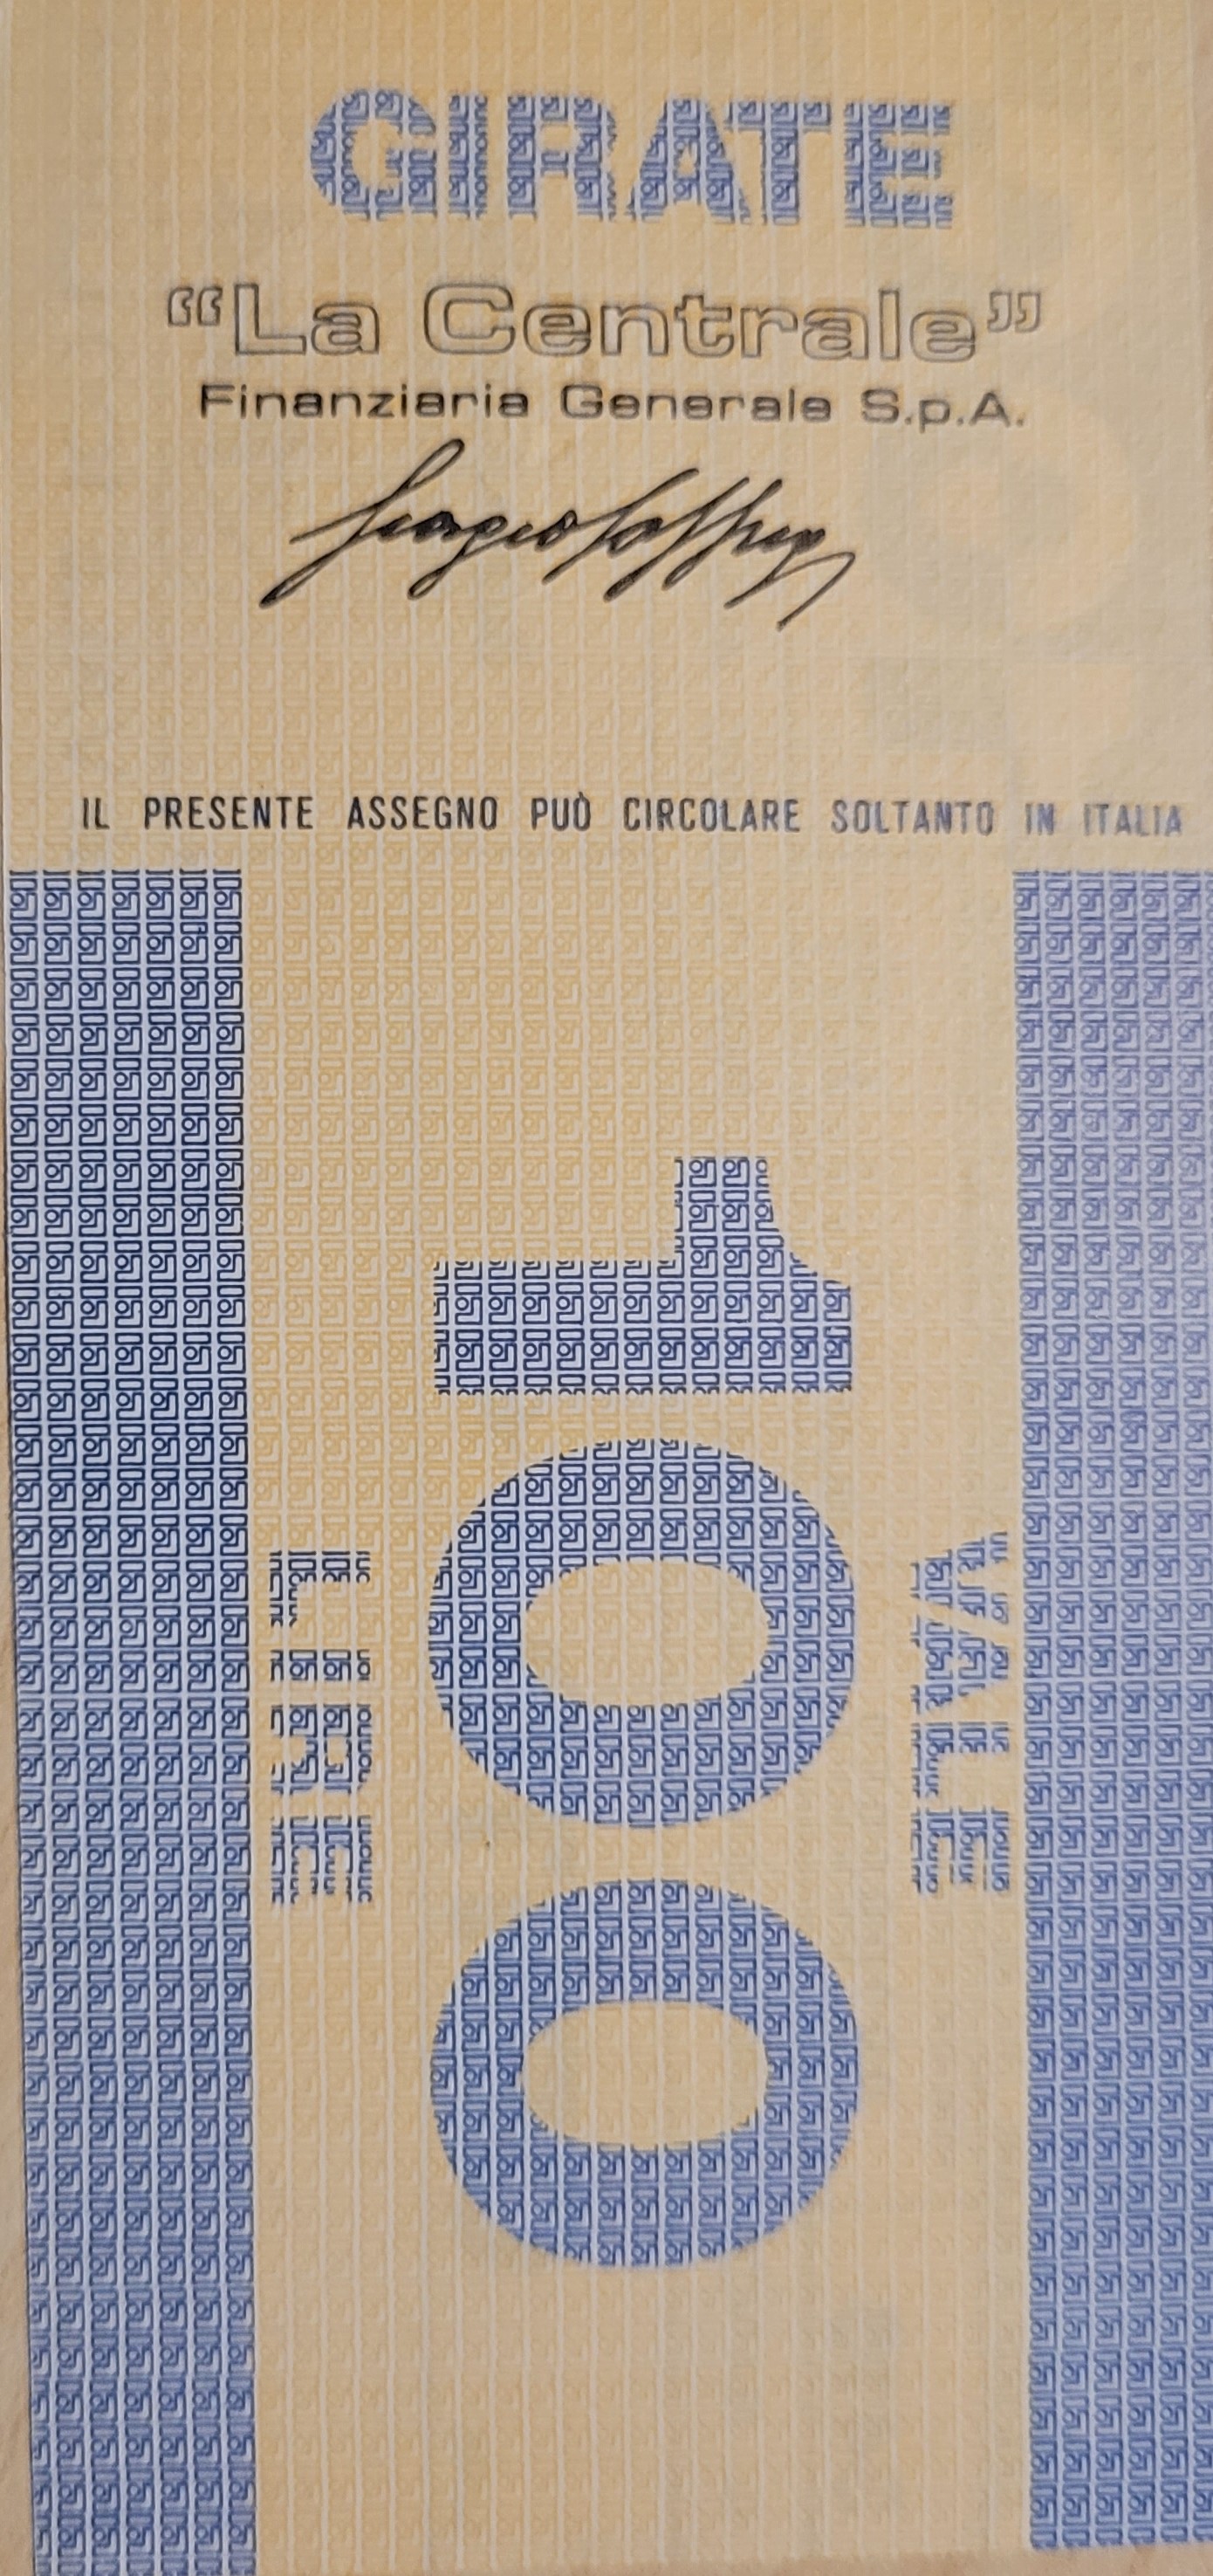 GIRATE
“La Centrale”
Finanziaria Generale S.p.A.
IL PRESENTE ASSEGNO PUÒ CIRCOLARE SOLTANTO IN ITALIA
VALE
100
LIRE